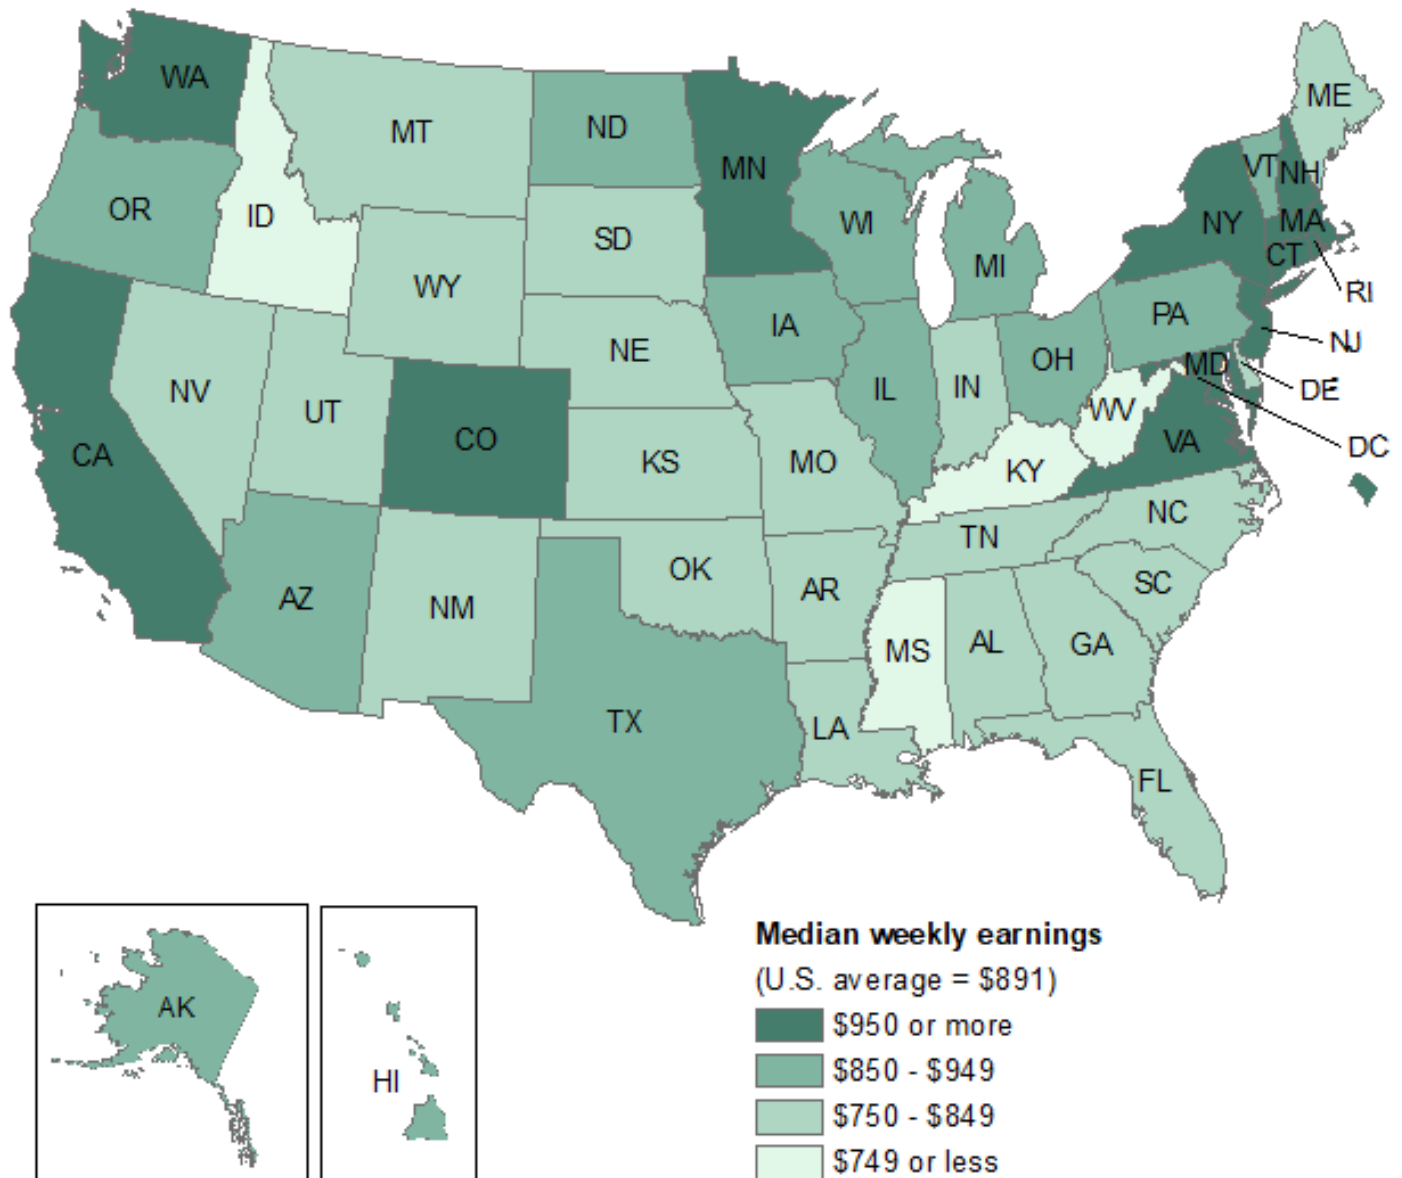 WA
MT
ND
MN
ME
VT
NH
OR
ID
SD
WI
NY
MA
CT
WY
MI
RI
IA
PA
NJ
NE
NV
UT
CO
IL
IN
OH
MD
DE
WV
CA
KS
MO
KY
VA
DC
NC
TN
OK
AR
SC
AZ
NM
MS
AL
GA
TX
LA
FL
AK
HI
Median weekly earnings
(U.S. average = $891)
$950 or more
$850 - $949
$750 - $849
$749 or less